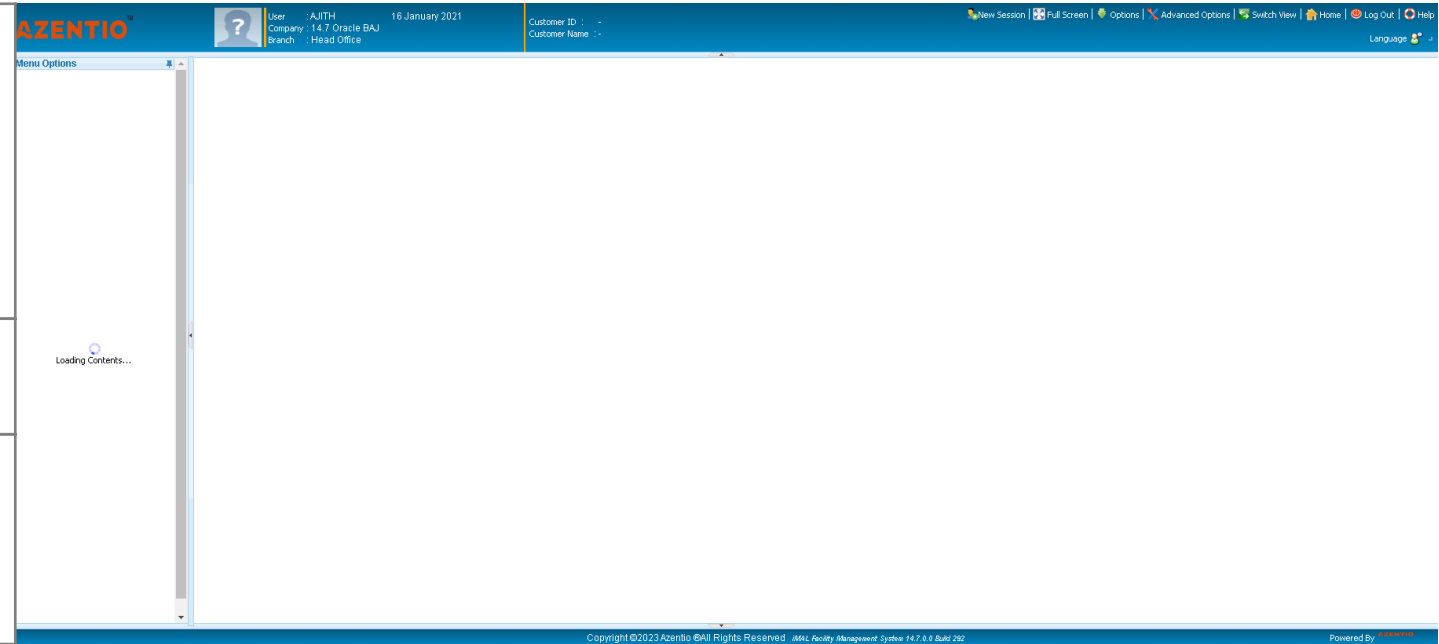 AZENTIO™
User : AJITH 16 January 2021
Company : 14.7 Oracle BAJ
Branch : Head Office
Customer ID : -
Customer Name : -
New Session | Full Screen | Options | Advanced Options | Switch View | Home | Log Out | Help
Language
Menu Options
Loading Contents...
Copyright ©2023 Azentio ®All Rights Reserved iMAL Facility Management System 14.7.0.0 Build 292
Powered By AZENTIO